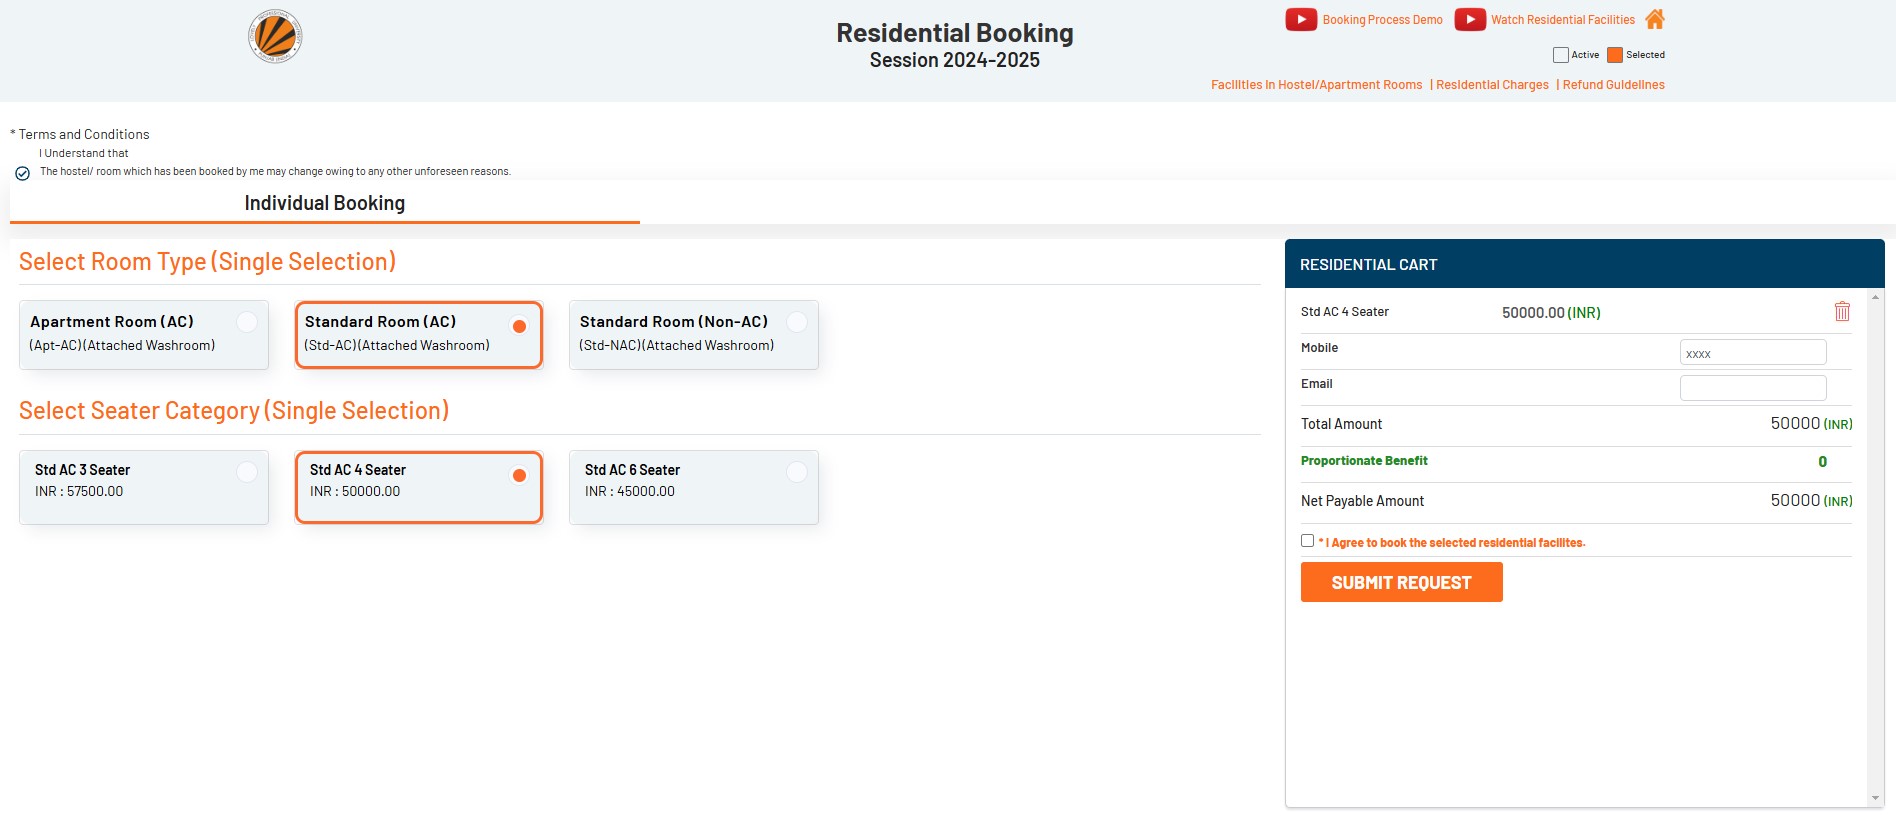 Residential Booking
Session 2024-2025
Booking Process Demo
Watch Residential Facilities
Active
Selected
Facilities in Hostel/Apartment Rooms | Residential Charges | Refund Guidelines
* Terms and Conditions
I Understand that
The hostel/ room which has been booked by me may change owing to any other unforeseen reasons.
Individual Booking
Select Room Type (Single Selection)
Apartment Room (AC)
(Apt-AC)(Attached Washroom)
Standard Room (AC)
(Std-AC)(Attached Washroom)
Standard Room (Non-AC)
(Std-NAC)(Attached Washroom)
Select Seater Category (Single Selection)
Std AC 3 Seater
INR : 57500.00
Std AC 4 Seater
INR : 50000.00
Std AC 6 Seater
INR : 45000.00
RESIDENTIAL CART
Std AC 4 Seater 50000.00 (INR)
Mobile xxxx
Email
Total Amount 50000 (INR)
Proportionate Benefit 0
Net Payable Amount 50000 (INR)
* I Agree to book the selected residential facilites.
SUBMIT REQUEST